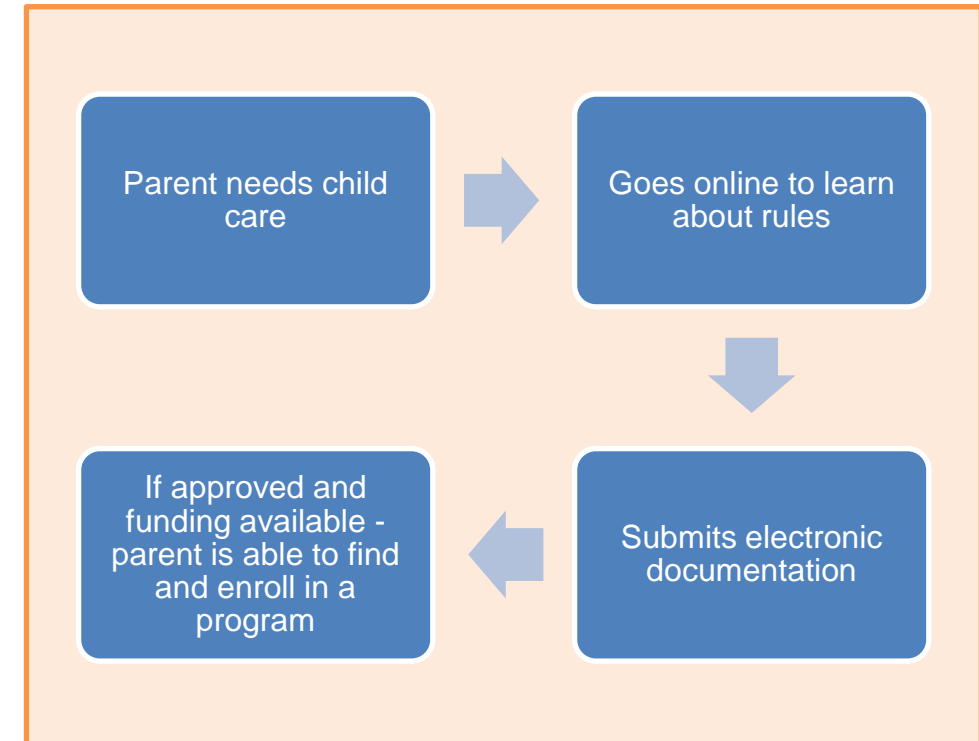 Parent needs child
care
Goes online to learn
about rules
Submits electronic
documentation
If approved and
funding available -
parent is able to find
and enroll in a
program